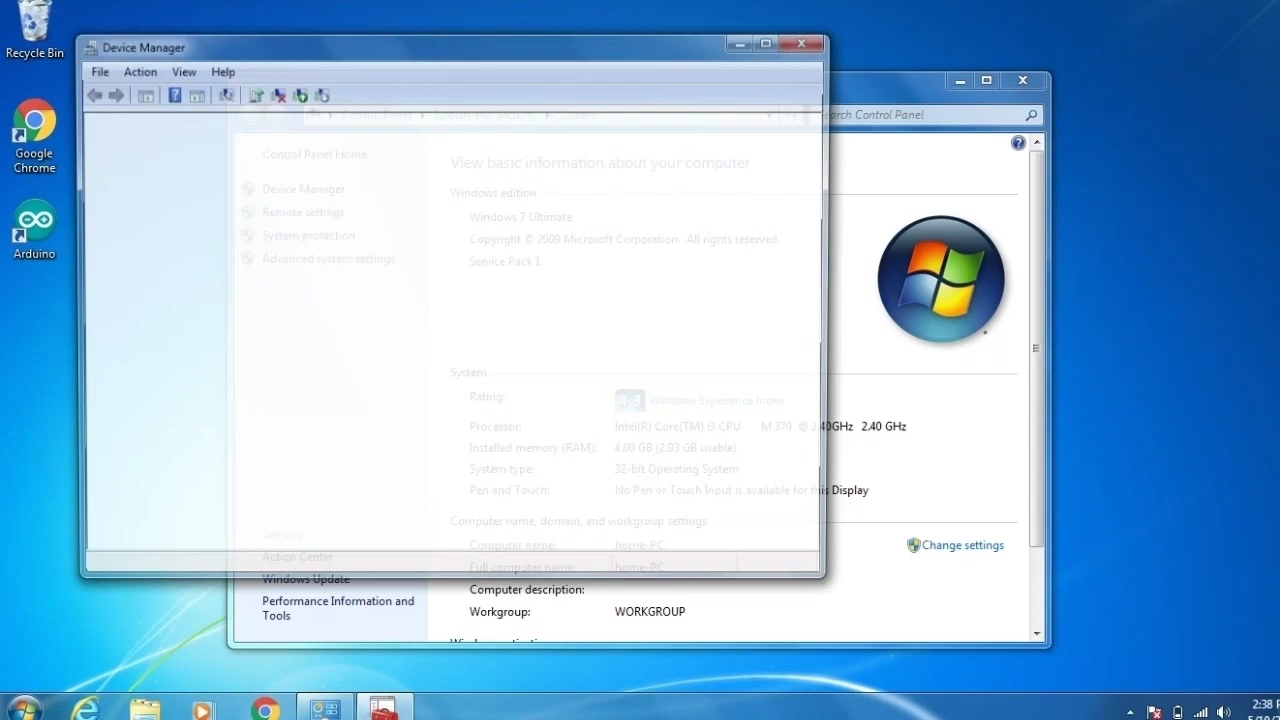 Recycle Bin
Google
Chrome
Arduino
Device Manager
File Action View Help
Search Control Panel
Control Panel Home
Device Manager
Remote settings
System protection
Advanced system settings
Action Center
Windows Update
Performance Information and
Tools
View basic information about your computer
Windows edition
Windows 7 Ultimate
Copyright © 2009 Microsoft Corporation. All rights reserved.
Service Pack 1
System
Rating: 4,3 Windows Experience Index
Processor: Intel(R) Core(TM) i3 CPU M 370 @ 2.40GHz 2.40 GHz
Installed memory (RAM): 4.00 GB (2.93 GB usable)
System type: 32-bit Operating System
Pen and Touch: No Pen or Touch Input is available for this Display
Computer name, domain, and workgroup settings
Computer name: home-PC
Full computer name: home-PC
Computer description:
Workgroup: WORKGROUP
Change settings
2:38